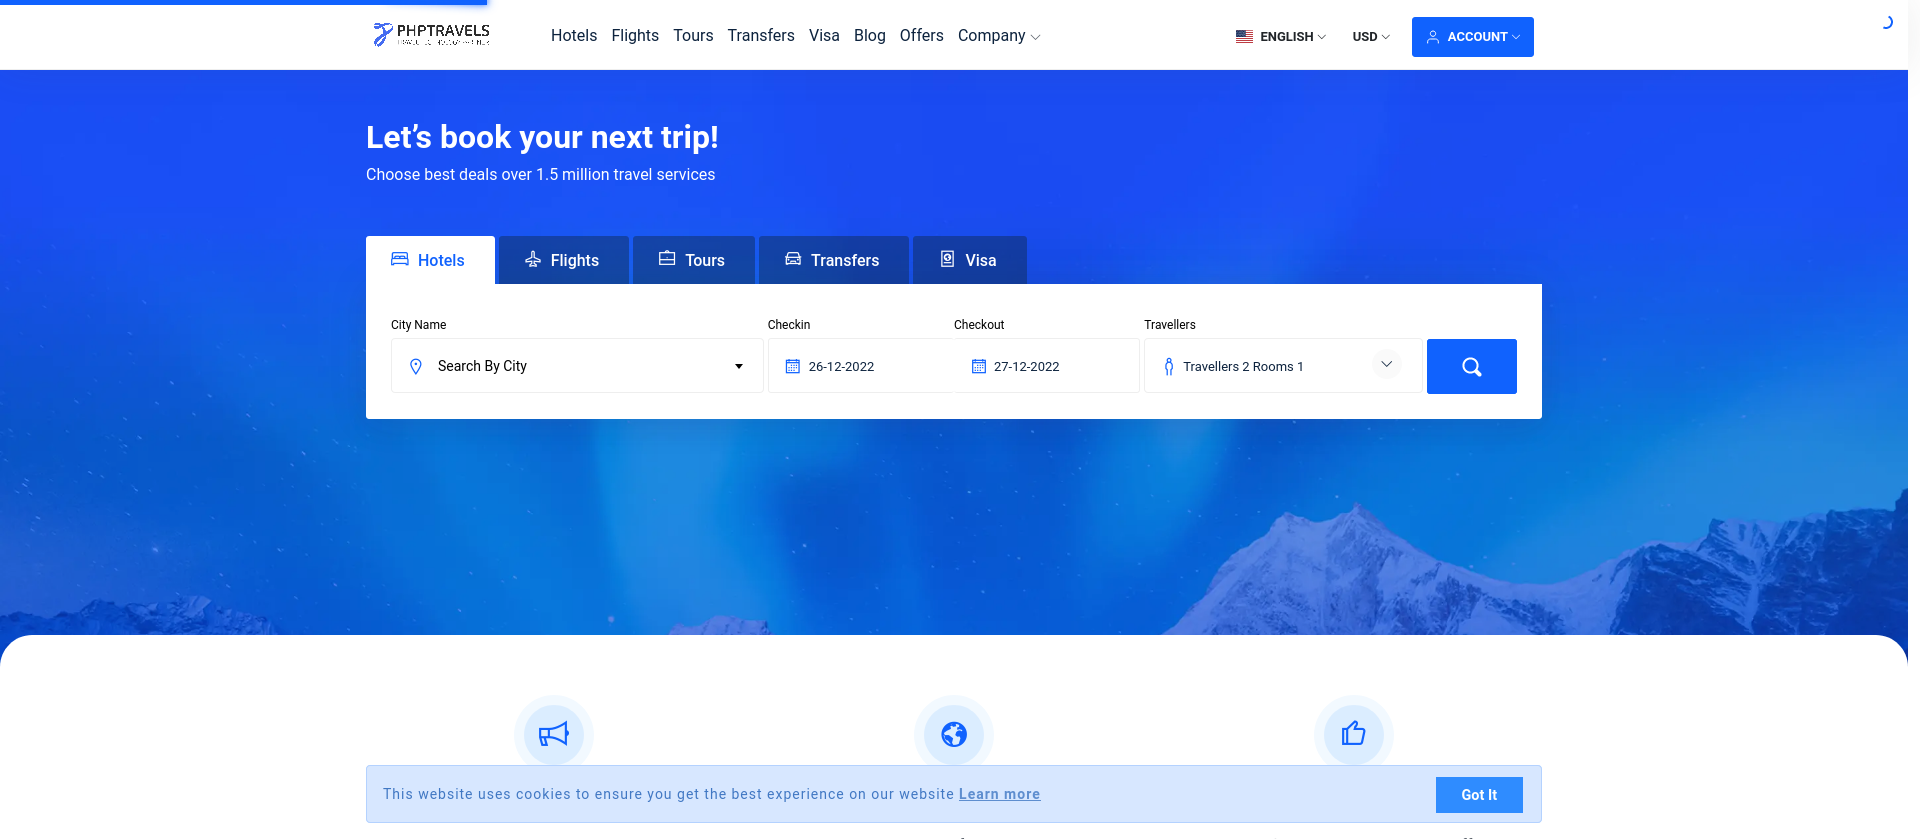 PHPTRAVELS
Hotels Flights Tours Transfers Visa Blog Offers Company
ENGLISH USD ACCOUNT
Let’s book your next trip!
Choose best deals over 1.5 million travel services
Hotels Flights Tours Transfers Visa
City Name Checkin Checkout Travellers
Search By City 26-12-2022 27-12-2022 Travellers 2 Rooms 1
This website uses cookies to ensure you get the best experience on our website Learn more Got It